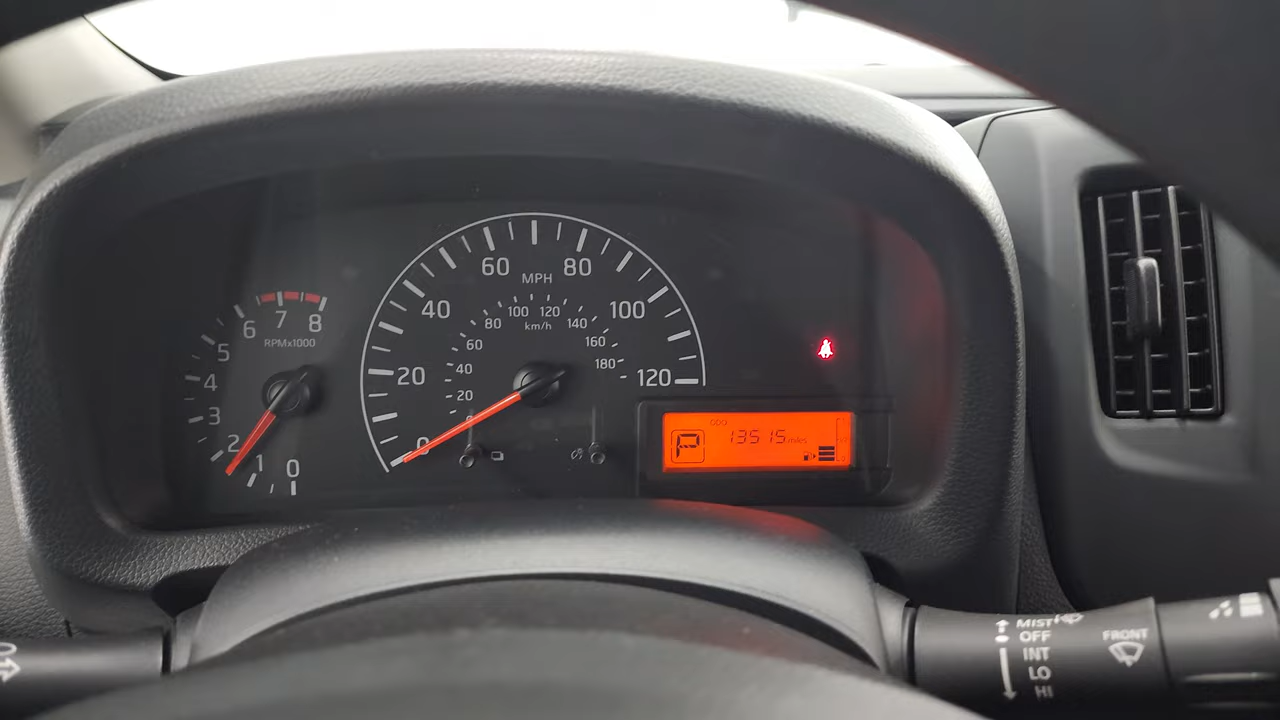 60 MPH 80
40 100
20 120
0
80 100 120 140
km/h
60 160
40 180
20
6 7 8
RPMx1000
5
4
3
2
1 0
ODO
P 13515 miles
MIST
OFF
INT
LO
HI
FRONT